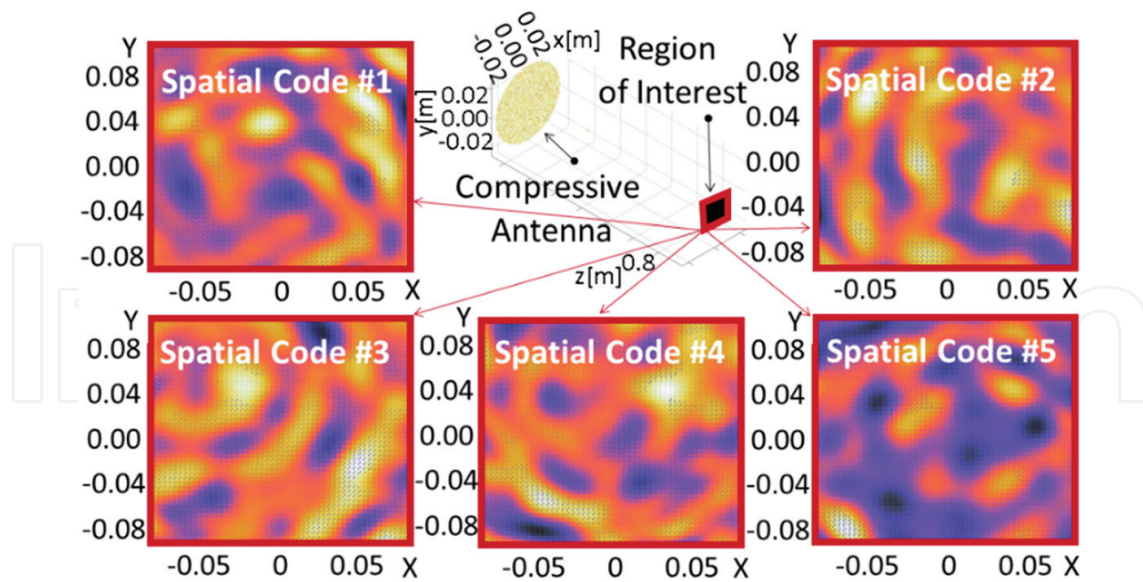 Y
0.08
0.04
0.00
-0.04
-0.08
Spatial Code #1
-0.05 0 0.05 X
0.02
0.00
-0.02
x[m]
y[m]
0.02
0.00
-0.02
Compressive
Antenna
Region
of Interest
z[m]
0.8
Y
0.08
0.04
0.00
-0.04
-0.08
Spatial Code #2
-0.05 0 0.05 X
Y
0.08
0.04
0.00
-0.04
-0.08
Spatial Code #3
-0.05 0 0.05 X
Y
0.08
0.04
0.00
-0.04
-0.08
Spatial Code #4
-0.05 0 0.05 X
Y
0.08
0.04
0.00
-0.04
-0.08
Spatial Code #5
-0.05 0 0.05 X